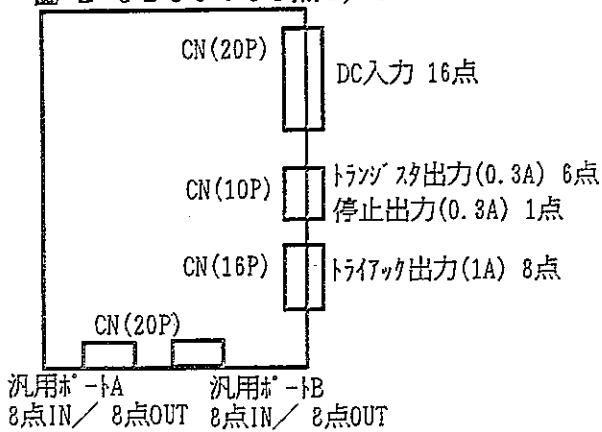 CN(20P)
DC入力 16点
CN(10P)
トランジスタ出力(0.3A) 6点
停止出力(0.3A) 1点
CN(16P)
トライアック出力(1A) 8点
CN(20P)
汎用ポートA
8点IN/ 8点OUT
汎用ポートB
8点IN/ 8点OUT